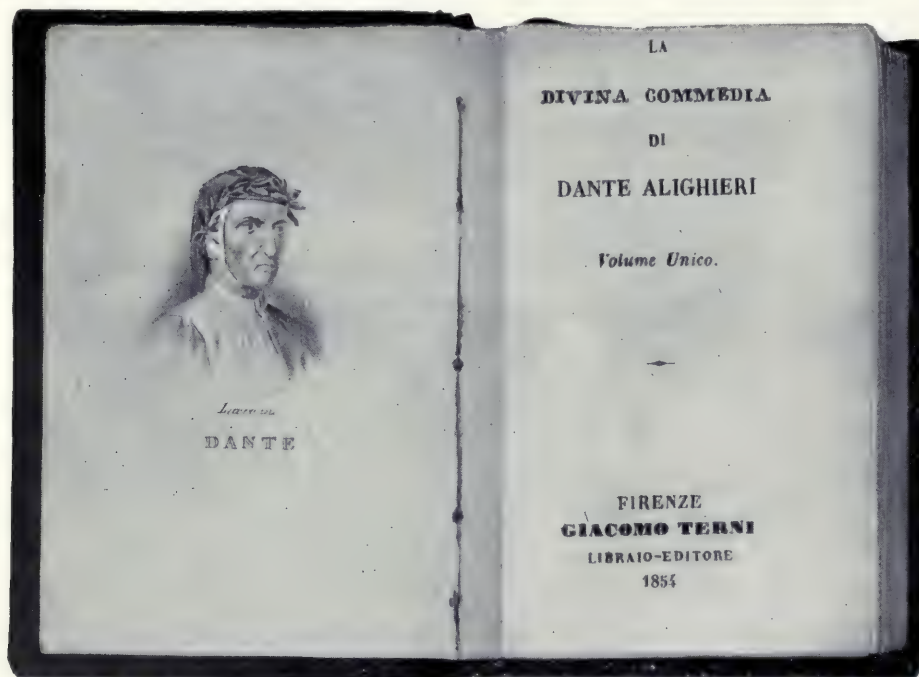 DANTE
LA
DIVINA COMMEDIA
DI
DANTE ALIGHIERI
Volume Unico.
FIRENZE
GIACOMO TERNI
LIBRAIO-EDITORE
1854